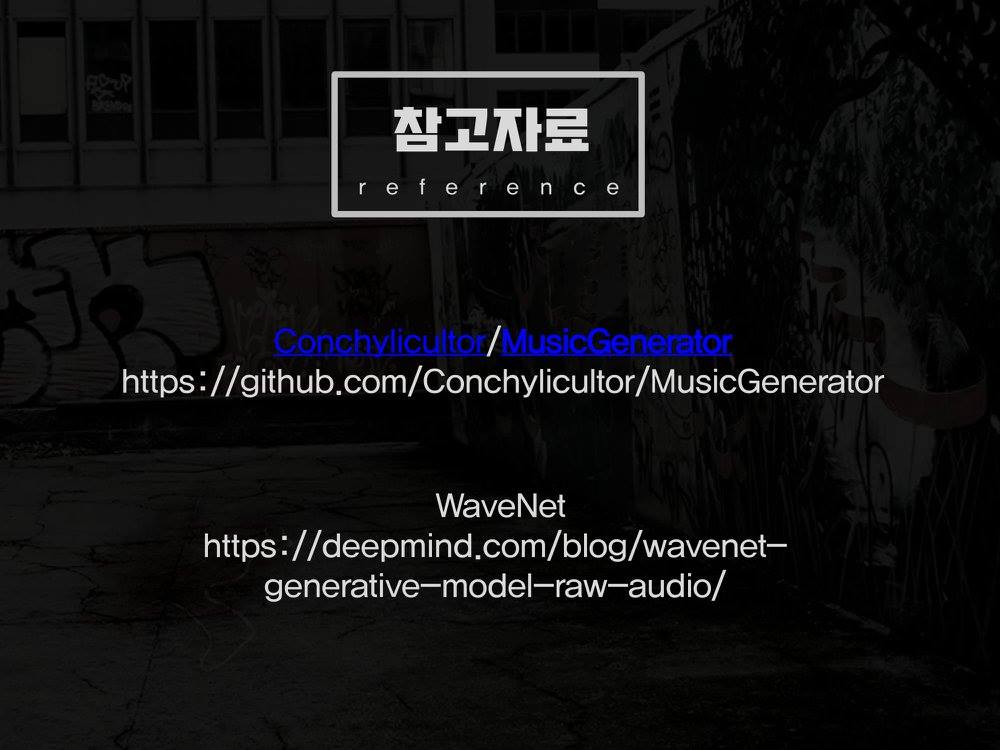 참고자료
reference
Conchylicultor/MusicGenerator
https://github.com/Conchylicultor/MusicGenerator
WaveNet
https://deepmind.com/blog/wavenet-
generative-model-raw-audio/